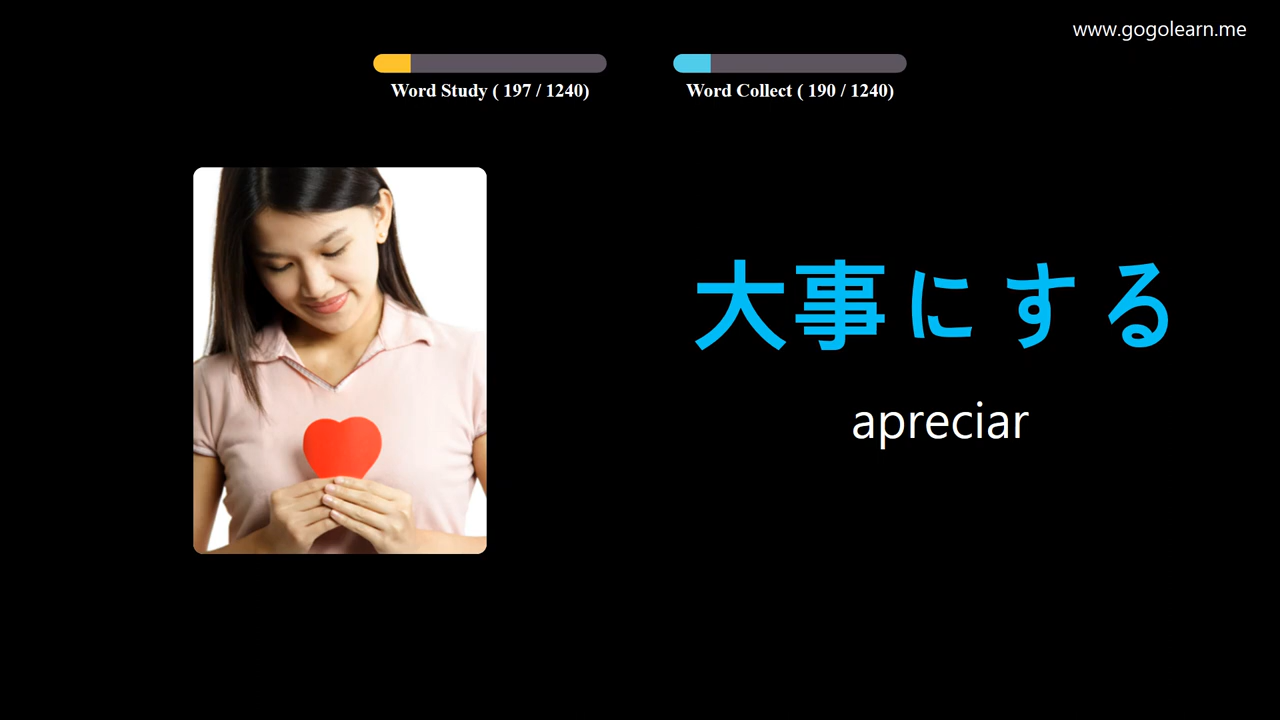 www.gogolearn.me
Word Study ( 197 / 1240)
Word Collect ( 190 / 1240)
大事にする
apreciar